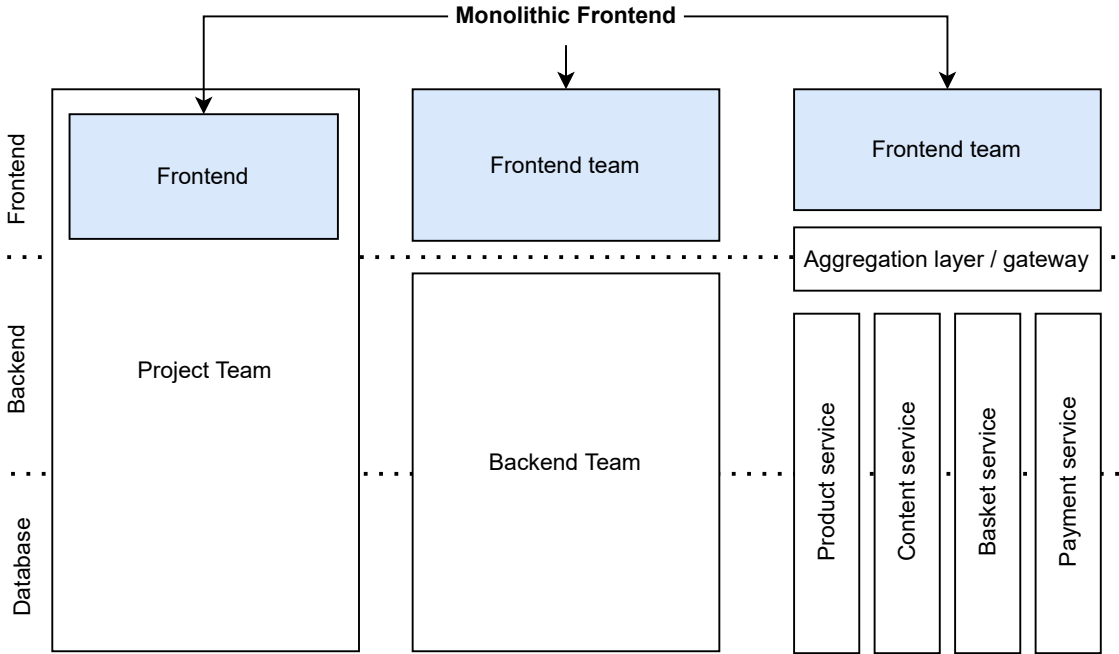 Monolithic Frontend
Frontend
Frontend
Frontend team
Frontend team
Aggregation layer / gateway
Backend
Project Team
Backend Team
Product service
Content service
Basket service
Payment service
Database